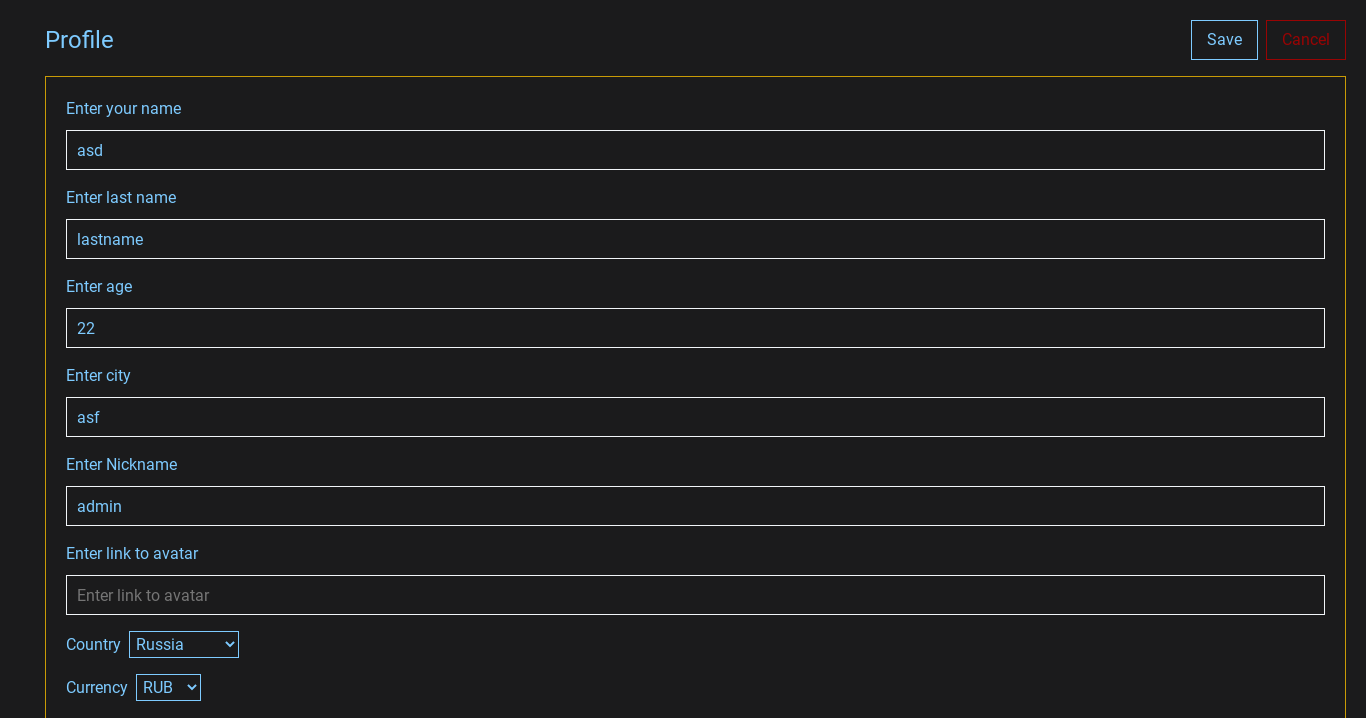 Profile
Save
Cancel
Enter your name
asd
Enter last name
lastname
Enter age
22
Enter city
asf
Enter Nickname
admin
Enter link to avatar
Enter link to avatar
Country Russia
Currency RUB